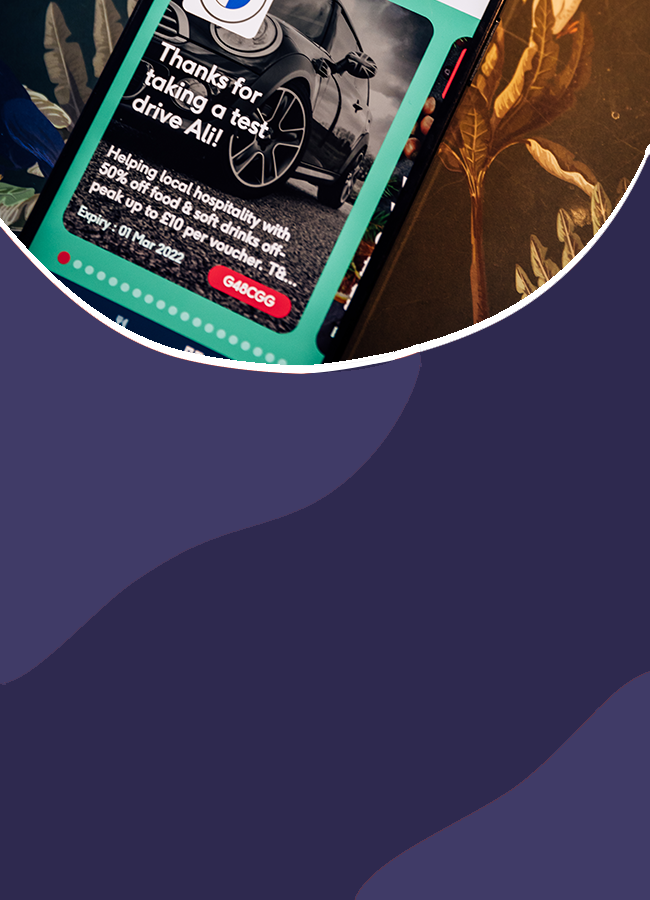 Thanks for
taking a test
drive Ali!
Helping local hospitality with
50% off food & soft drinks off-
peak up to £10 per voucher. T&...
Expiry : 01 Mar 2022
G48CGG